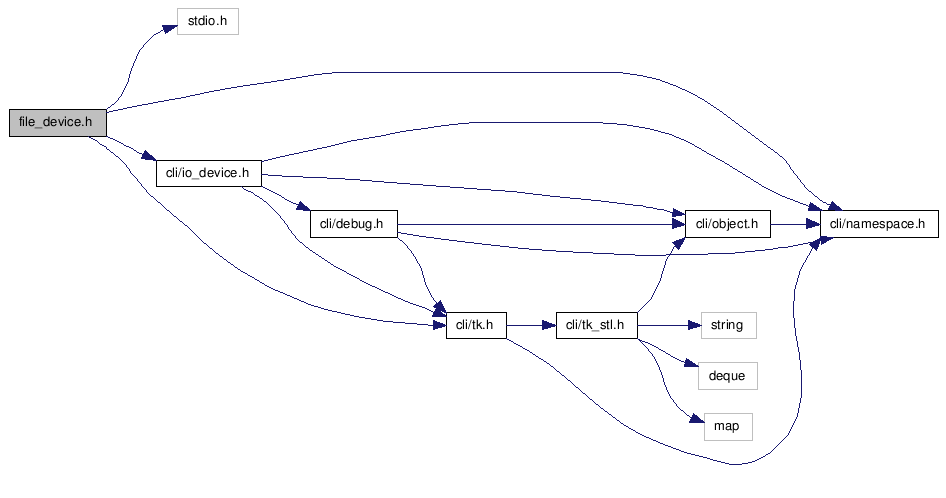 stdio.h
file_device.h
cli/io_device.h
cli/debug.h
cli/object.h
cli/namespace.h
cli/tk.h
cli/tk_stl.h
string
deque
map